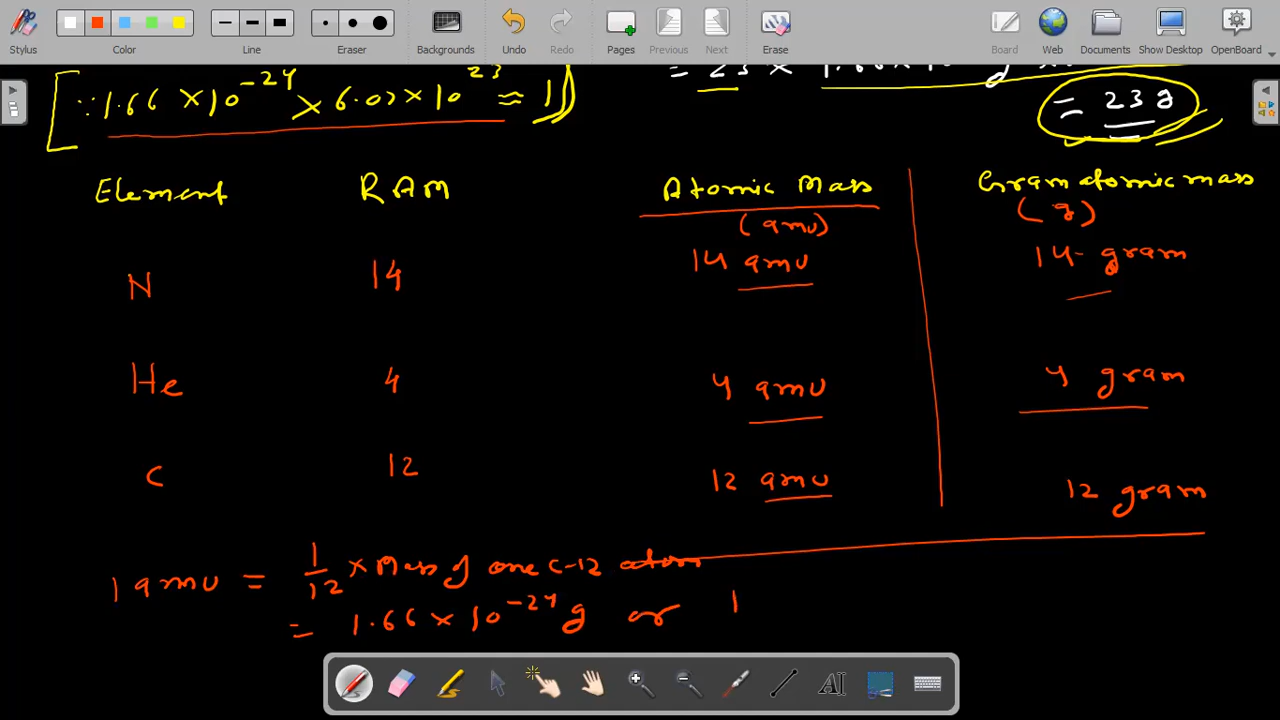 Stylus Color Line Eraser Backgrounds Undo Redo Pages Previous Next Erase Board Web Documents Show Desktop OpenBoard
[∵ 1.66 × 10⁻²⁴ × 6.02 × 10²³ ≈ 1]
= 23 g
Element RAM Atomic Mass Gram atomic mass
(amu) (g)
N 14 14 amu 14 gram
He 4 4 amu 4 gram
C 12 12 amu 12 gram
1 amu = 1/12 × Mass of one C-12 atom
= 1.66 × 10⁻²⁴ g or 1